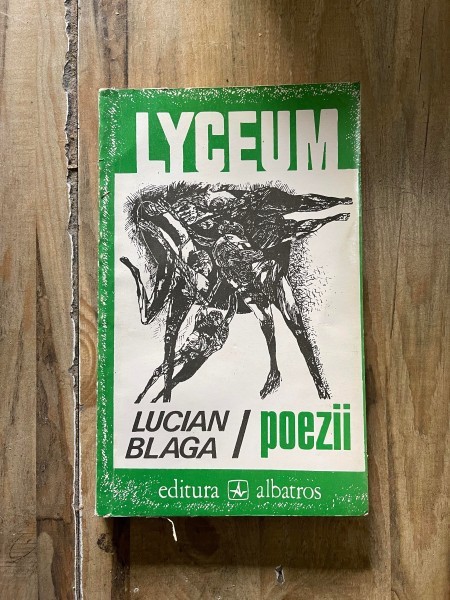 LYCEUM
LUCIAN
BLAGA / poezii
editura albatros